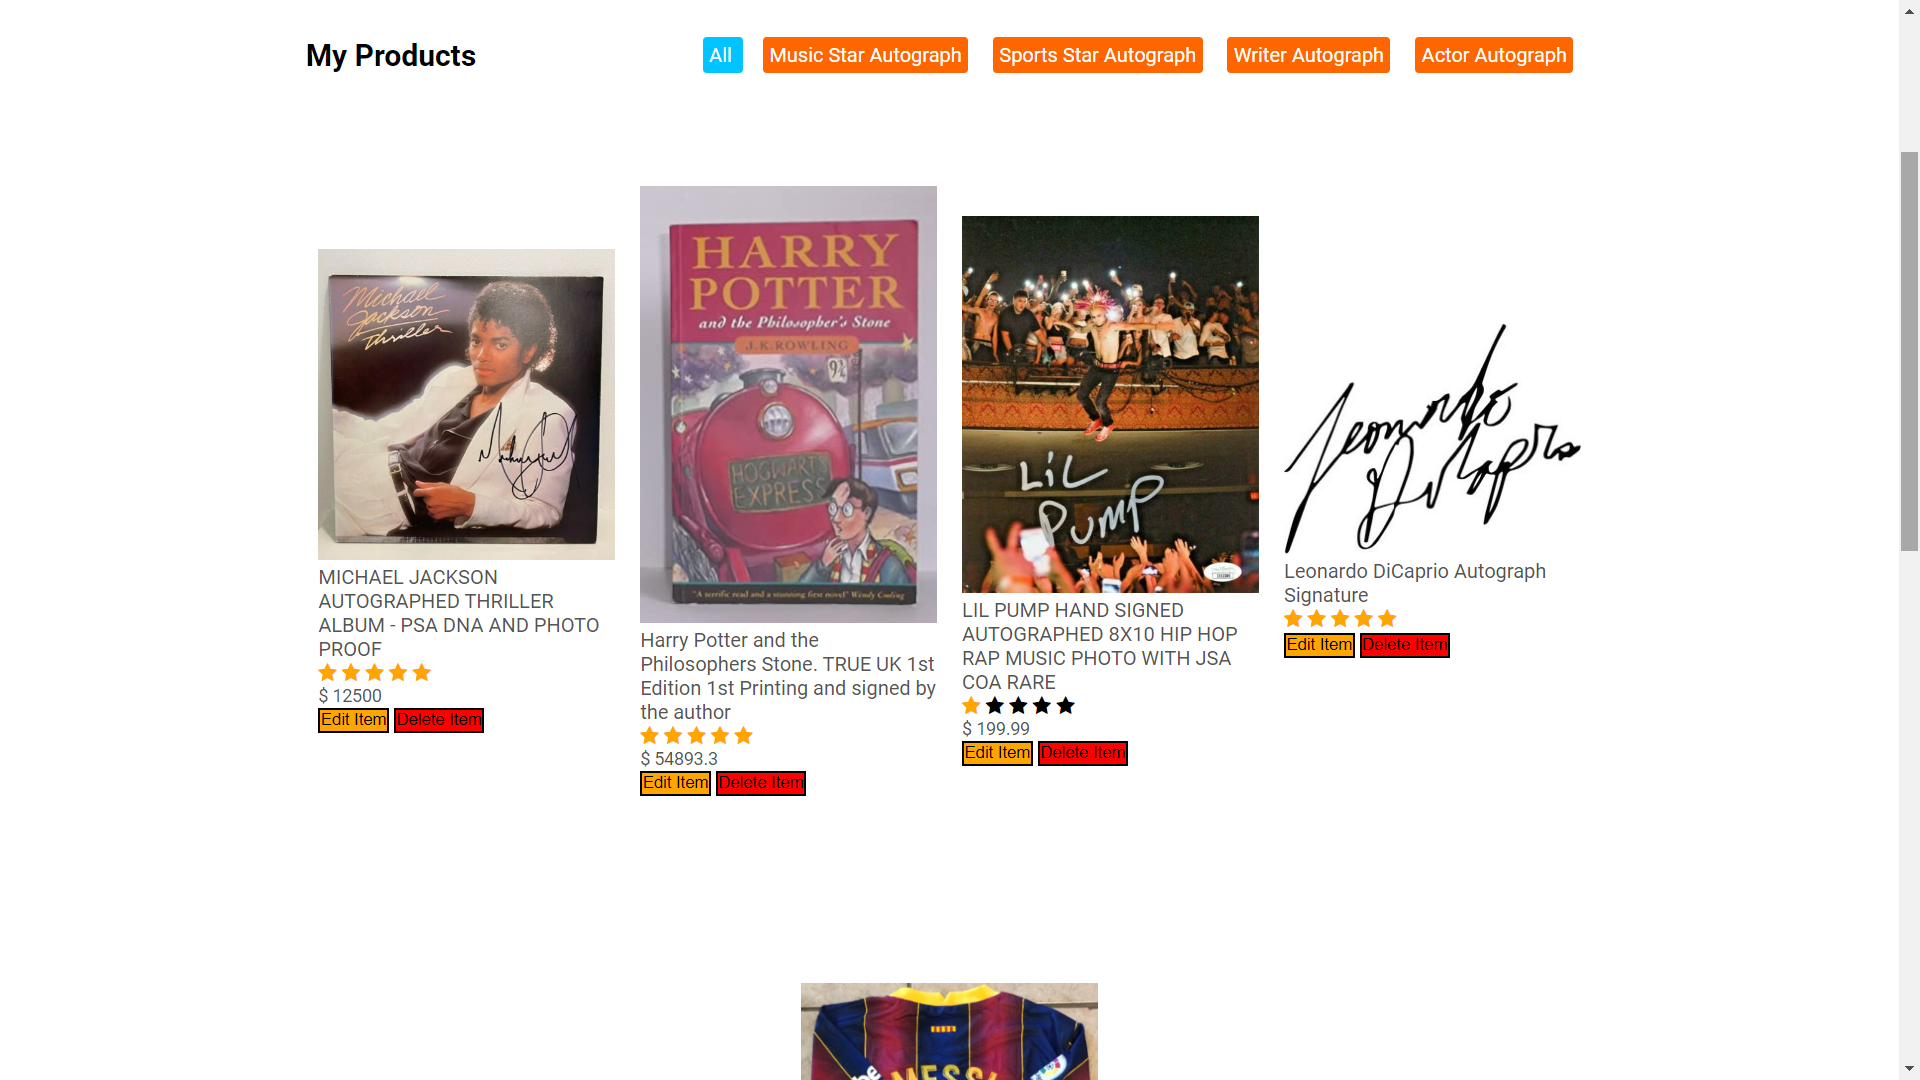 My Products
All
Music Star Autograph
Sports Star Autograph
Writer Autograph
Actor Autograph
Michael
Jackson
Thriller
MICHAEL JACKSON
AUTOGRAPHED THRILLER
ALBUM - PSA DNA AND PHOTO
PROOF
$ 12500
Edit Item Delete Item
HARRY
POTTER
and the Philosopher's Stone
J.K.ROWLING
9¾
HOGWARTS
EXPRESS
"A terrific read and a stunning first novel" Wendy Cooling
Harry Potter and the
Philosophers Stone. TRUE UK 1st
Edition 1st Printing and signed by
the author
$ 54893.3
Edit Item Delete Item
LiL
PUMP
LIL PUMP HAND SIGNED
AUTOGRAPHED 8X10 HIP HOP
RAP MUSIC PHOTO WITH JSA
COA RARE
$ 199.99
Edit Item Delete Item
Leonardo
DiCaprio
Leonardo DiCaprio Autograph
Signature
Edit Item Delete Item
MESSI